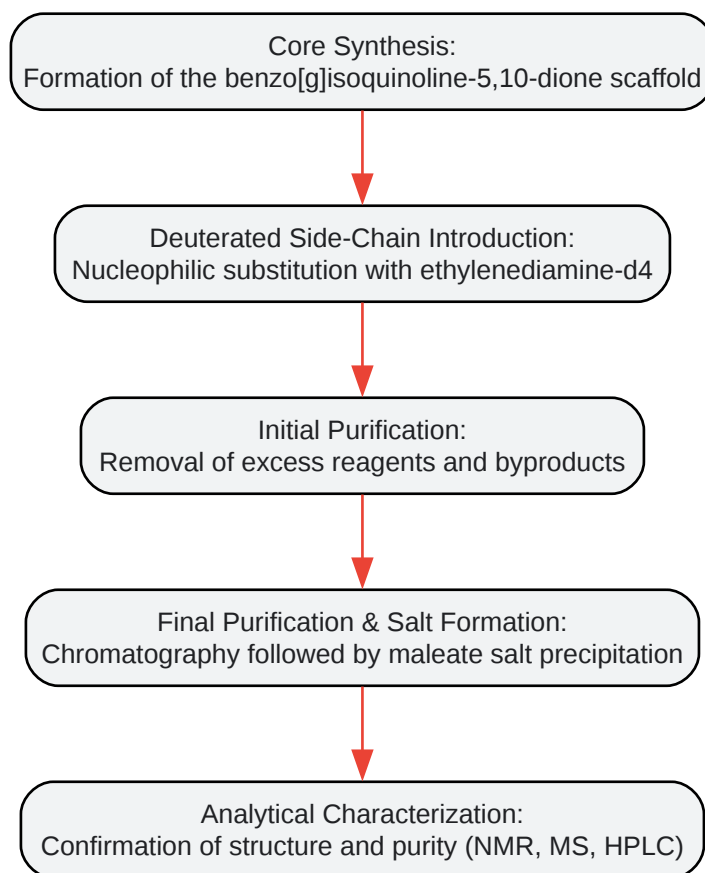 Core Synthesis:
Formation of the benzo[g]isoquinoline-5,10-dione scaffold
Deuterated Side-Chain Introduction:
Nucleophilic substitution with ethylenediamine-d4
Initial Purification:
Removal of excess reagents and byproducts
Final Purification & Salt Formation:
Chromatography followed by maleate salt precipitation
Analytical Characterization:
Confirmation of structure and purity (NMR, MS, HPLC)